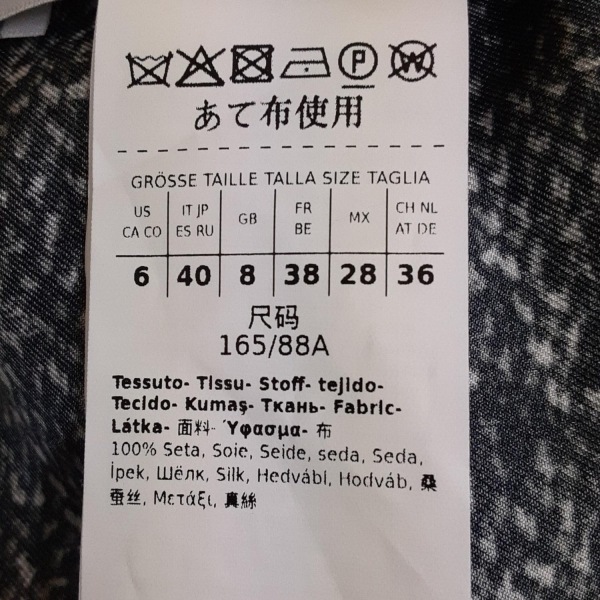 P W
あて布使用
GRÖSSE TAILLE TALLA SIZE TAGLIA
US CA CO IT JP ES RU GB FR BE MX CH NL AT DE
6 40 8 38 28 36
尺码
165/88A
Tessuto- Tissu- Stoff- tejido-
Tecido- Kumaş- Ткань- Fabric-
Látka- 面料- Ύφασμα- 布
100% Seta, Soie, Seide, seda, Seda,
İpek, Шёлк, Silk, Hedvábí, Hodváb, 桑
蚕丝, Μετάξι, 真絲